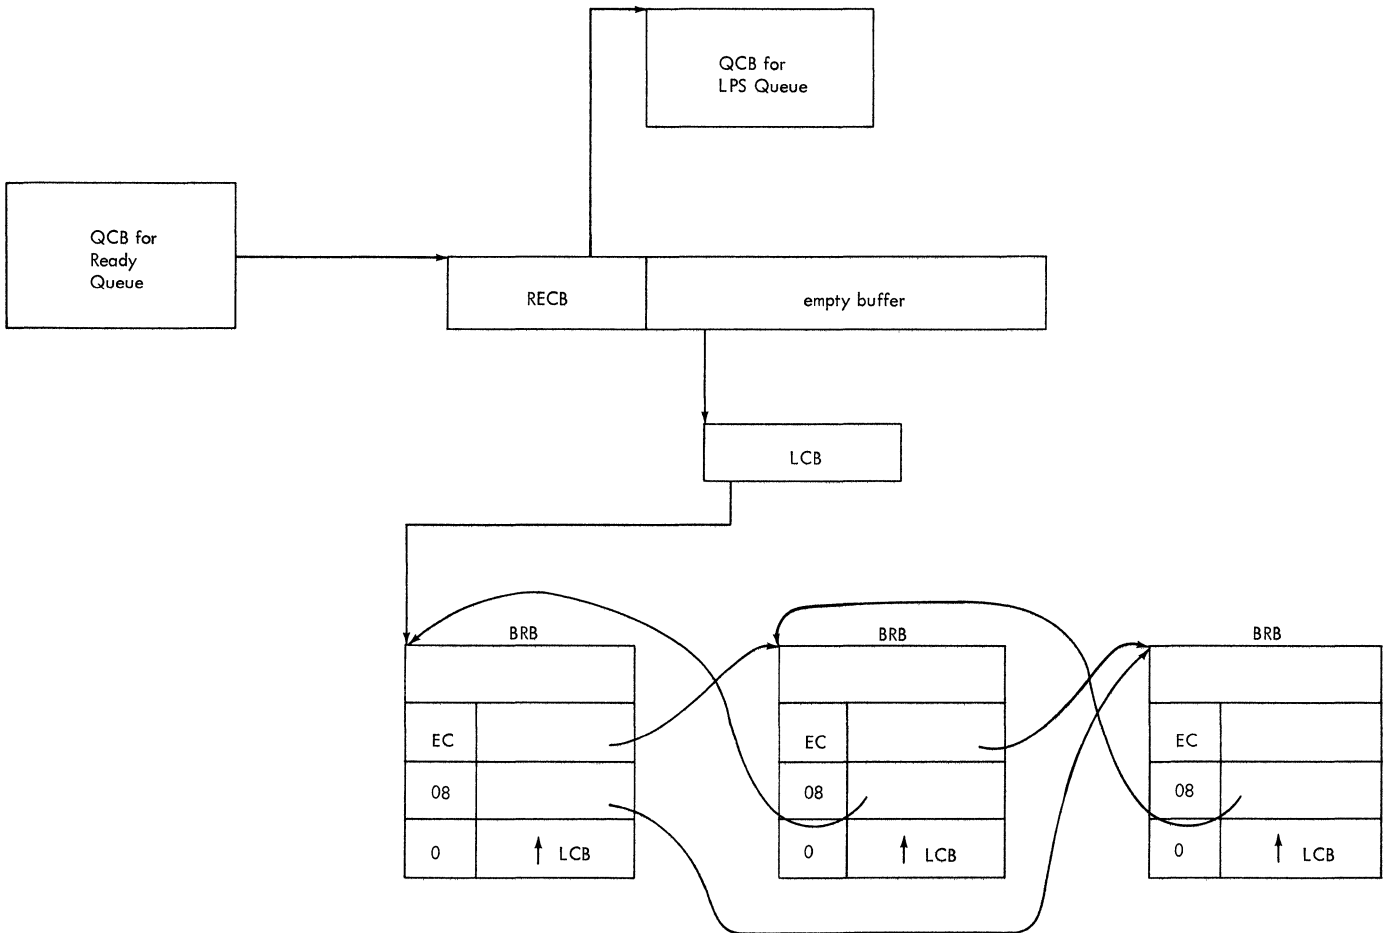 QCB for
LPS Queue
QCB for
Ready
Queue
RECB
empty buffer
LCB
BRB
BRB
BRB
EC
EC
EC
08
08
08
0
LCB
0
LCB
0
LCB